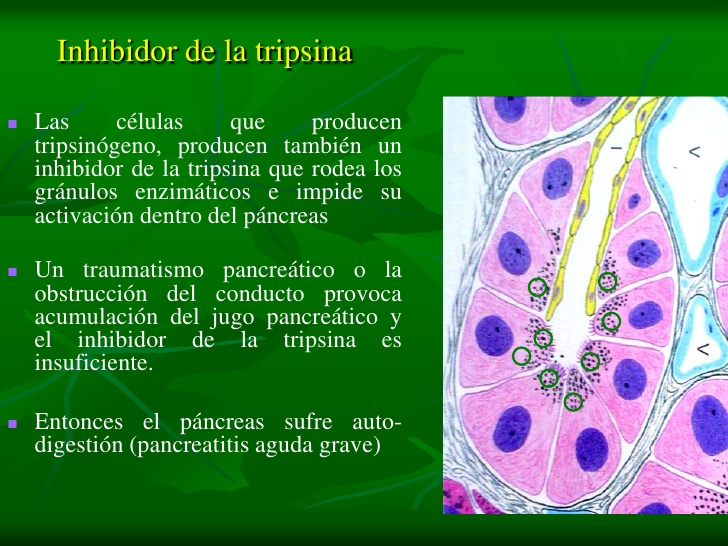 Inhibidor de la tripsina
Las células que producen
tripsinógeno, producen también un
inhibidor de la tripsina que rodea los
gránulos enzimáticos e impide su
activación dentro del páncreas
Un traumatismo pancreático o la
obstrucción del conducto provoca
acumulación del jugo pancreático y
el inhibidor de la tripsina es
insuficiente.
Entonces el páncreas sufre auto-
digestión (pancreatitis aguda grave)